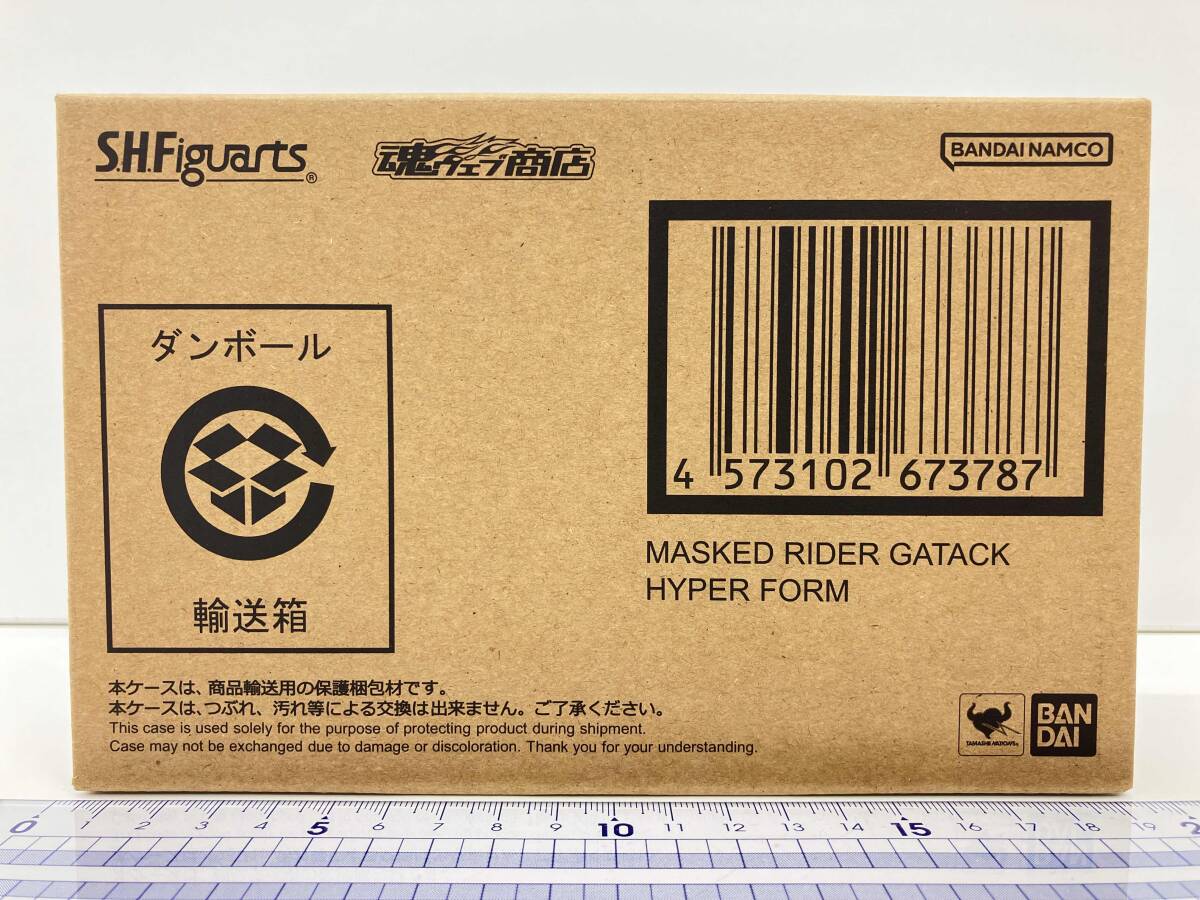 S.H.Figuarts®
魂ウェブ商店
BANDAI NAMCO
ダンボール
輸送箱
4 573102 673787
MASKED RIDER GATACK
HYPER FORM
本ケースは、商品輸送用の保護梱包材です。
本ケースは、つぶれ、汚れ等による交換は出来ません。ご了承ください。
This case is used solely for the purpose of protecting product during shipment.
Case may not be exchanged due to damage or discoloration. Thank you for your understanding.
TAMASHII NATIONS®
BAN
DAI
0 1 2 3 4 5 6 7 8 9 10 11 12 13 14 15 16 17 18 19 2